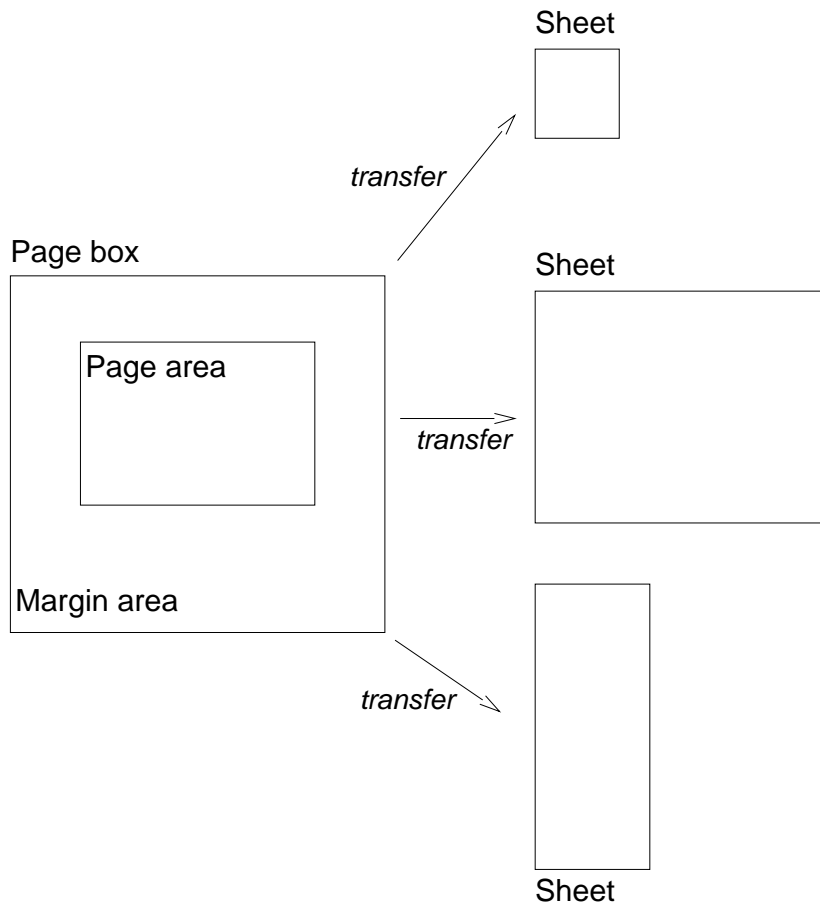 Sheet
transfer
Page box
Sheet
Page area
transfer
Margin area
transfer
Sheet